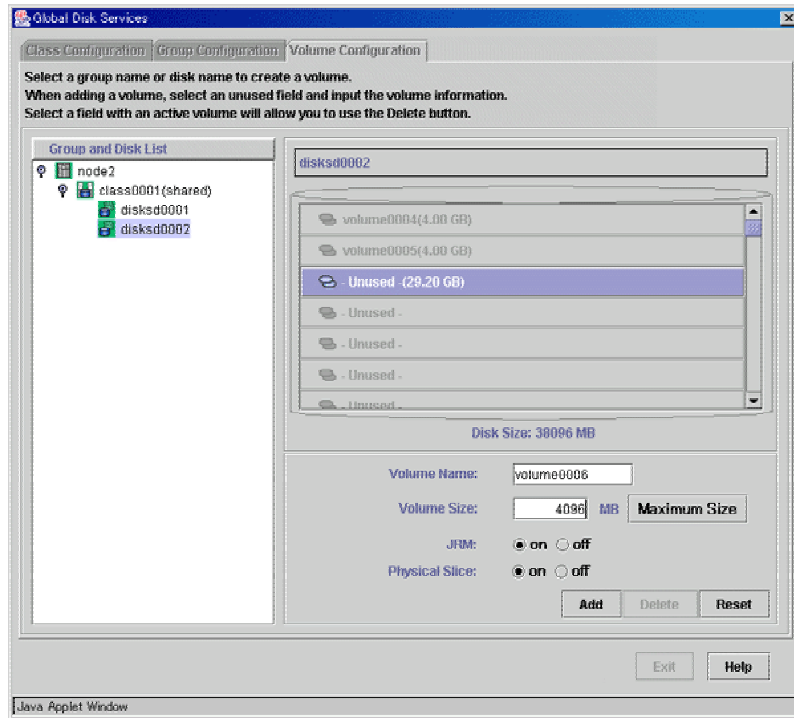 Global Disk Services
Class Configuration Group Configuration Volume Configuration
Select a group name or disk name to create a volume.
When adding a volume, select an unused field and input the volume information.
Select a field with an active volume will allow you to use the Delete button.
Group and Disk List
node2
class0001(shared)
disksd0001
disksd0002
disksd0002
volume0004(4.00 GB)
volume0005(4.00 GB)
- Unused -(29.20 GB)
- Unused -
- Unused -
- Unused -
- Unused -
Disk Size: 38096 MB
Volume Name: volume0006
Volume Size: 4096 MB Maximum Size
JRM: on off
Physical Slice: on off
Add Delete Reset
Exit Help
Java Applet Window